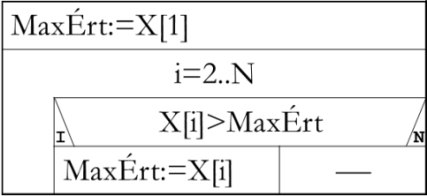 MaxÉrt:=X[1]
i=2..N
X[i]>MaxÉrt
I
N
MaxÉrt:=X[i]
—